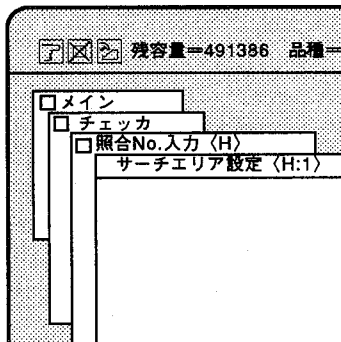 残容量=491386 品種=
メイン
チェッカ
照合No.入力〈H〉
サーチエリア設定〈H:1〉